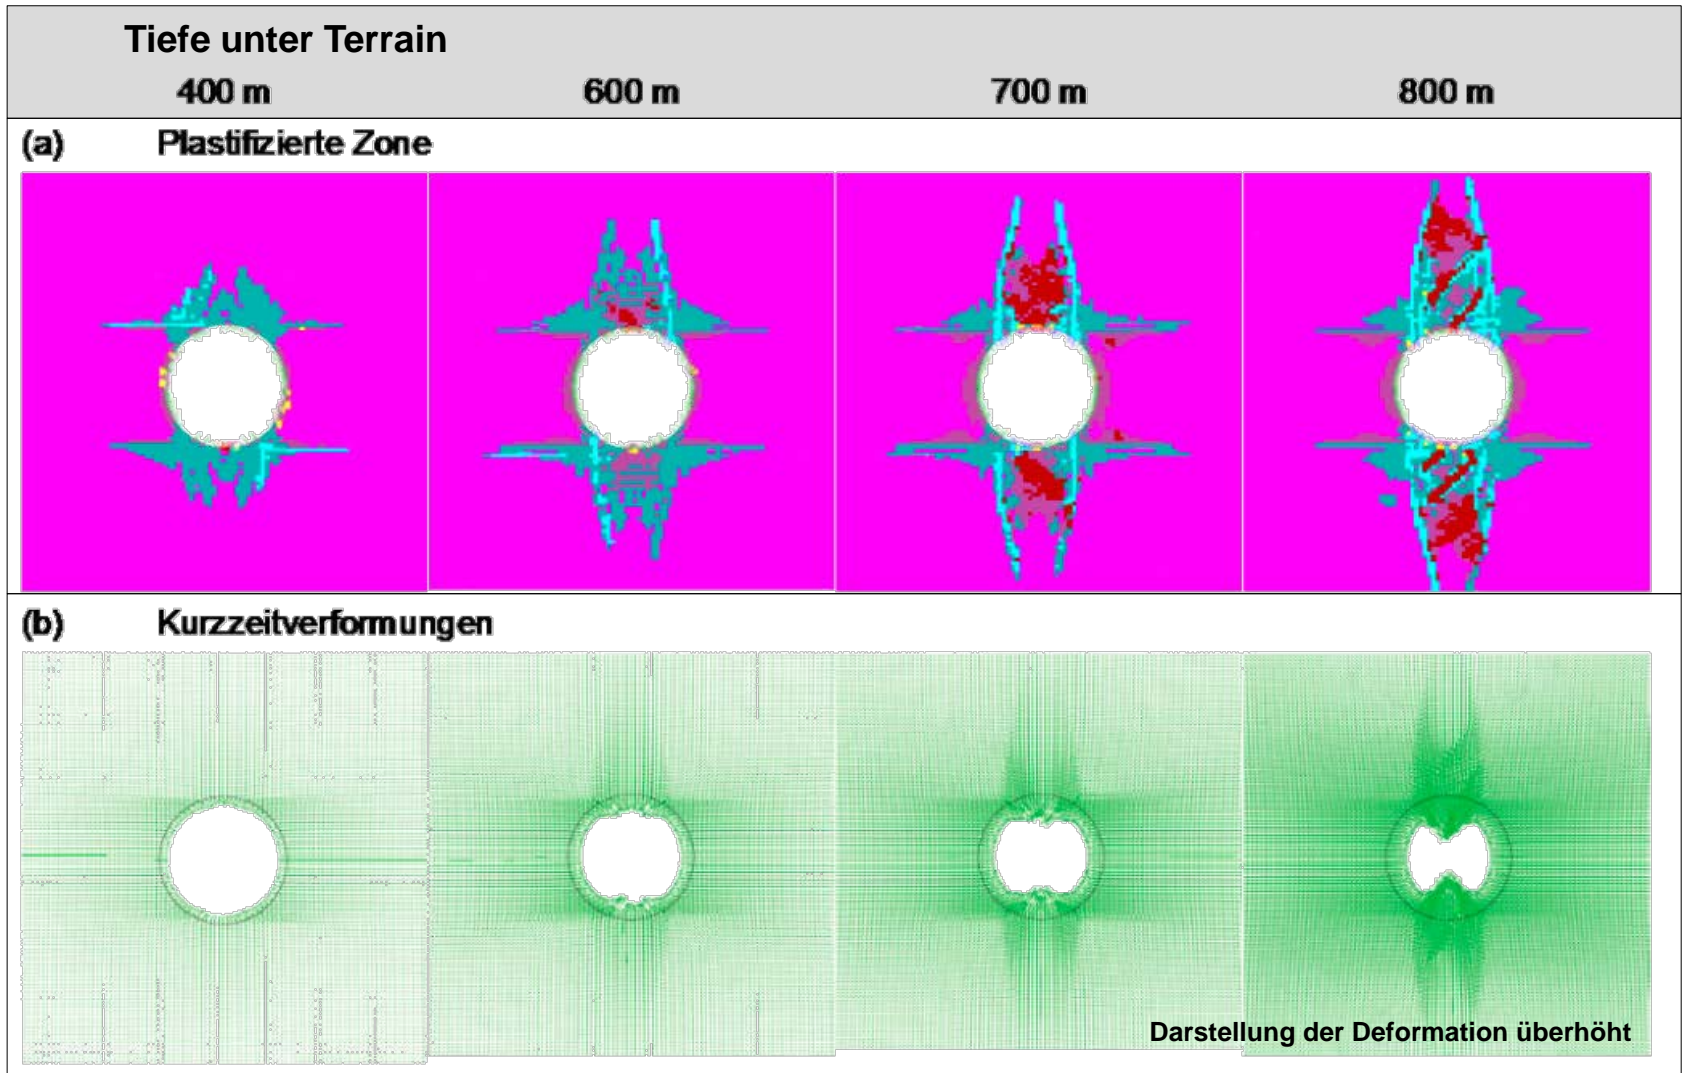 Tiefe unter Terrain
400 m 600 m 700 m 800 m
(a) Plastifizierte Zone
(b) Kurzzeitverformungen
Darstellung der Deformation überhöht